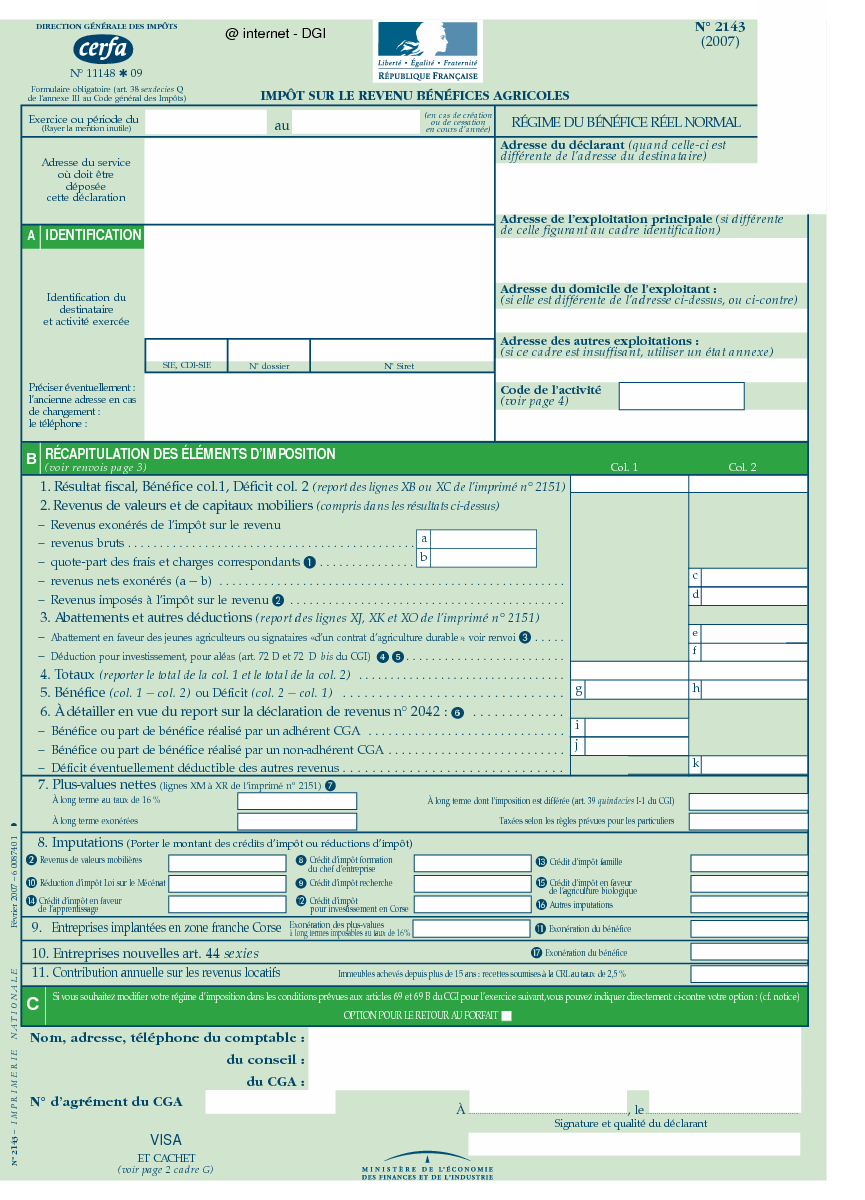 DIRECTION GÉNÉRALE DES IMPÔTS
cerfa
N° 11148 ✱ 09
Formulaire obligatoire (art. 38 sexdecies Q
de l'annexe III au Code général des Impôts)
@ internet - DGI
Liberté • Égalité • Fraternité
RÉPUBLIQUE FRANÇAISE
N° 2143
(2007)
IMPÔT SUR LE REVENU BÉNÉFICES AGRICOLES
Exercice ou période du
(Rayer la mention inutile)
au
(en cas de création
ou de cessation
en cours d'année)
RÉGIME DU BÉNÉFICE RÉEL NORMAL
Adresse du service
où doit être
déposée
cette déclaration
Adresse du déclarant (quand celle-ci est
différente de l'adresse du destinataire)
Adresse de l'exploitation principale (si différente
de celle figurant au cadre identification)
A IDENTIFICATION
Identification du
destinataire
et activité exercée
Adresse du domicile de l'exploitant :
(si elle est différente de l'adresse ci-dessus, ou ci-contre)
Adresse des autres exploitations :
(si ce cadre est insuffisant, utiliser un état annexe)
SIE, CDI-SIE N° dossier N° Siret
Préciser éventuellement :
l'ancienne adresse en cas
de changement :
le téléphone :
Code de l'activité
(voir page 4)
B RÉCAPITULATION DES ÉLÉMENTS D'IMPOSITION
(voir renvois page 3) Col. 1 Col. 2
1. Résultat fiscal, Bénéfice col.1, Déficit col. 2 (report des lignes XB ou XC de l'imprimé n° 2151)
2. Revenus de valeurs et de capitaux mobiliers (compris dans les résultats ci-dessus)
– Revenus exonérés de l'impôt sur le revenu
– revenus bruts . . . . . . . . . . a
– quote-part des frais et charges correspondants ❶ . . . . . . . . . . b
– revenus nets exonérés (a – b) . . . . . . . . . . c
– Revenus imposés à l'impôt sur le revenu ❷ . . . . . . . . . . d
3. Abattements et autres déductions (report des lignes XJ, XK et XO de l'imprimé n° 2151)
– Abattement en faveur des jeunes agriculteurs ou signataires «d'un contrat d'agriculture durable» voir renvoi ❸ . . . . . e
– Déduction pour investissement, pour aléas (art. 72 D et 72 D bis du CGI) ❹ ❺ . . . . . . . . . . f
4. Totaux (reporter le total de la col. 1 et le total de la col. 2) . . . . . . . . . .
5. Bénéfice (col. 1 – col. 2) ou Déficit (col. 2 – col. 1) . . . . . . . . . . g h
6. À détailler en vue du report sur la déclaration de revenus n° 2042 : ❻ . . . . . . . . . .
– Bénéfice ou part de bénéfice réalisé par un adhérent CGA . . . . . . . . . . i
– Bénéfice ou part de bénéfice réalisé par un non-adhérent CGA . . . . . . . . . . j
– Déficit éventuellement déductible des autres revenus . . . . . . . . . . k
7. Plus-values nettes (lignes XM à XR de l'imprimé n° 2151) ❼
À long terme au taux de 16 % À long terme dont l'imposition est différée (art. 39 quindecies I-1 du CGI)
À long terme exonérées Taxées selon les règles prévues pour les particuliers
8. Imputations (Porter le montant des crédits d'impôt ou réductions d'impôt)
❷ Revenus de valeurs mobilières
❽ Crédit d'impôt formation
du chef d'entreprise
⓭ Crédit d'impôt famille
❿ Réduction d'impôt Loi sur le Mécénat
❾ Crédit d'impôt recherche
⓯ Crédit d'impôt en faveur
de l'agriculture biologique
⓮ Crédit d'impôt en faveur
de l'apprentissage
⓬ Crédit d'impôt
pour investissement en Corse
⓰ Autres imputations
9. Entreprises implantées en zone franche Corse
Exonération des plus-values
à long termes imposables au taux de 16%
⓫ Exonération du bénéfice
10. Entreprises nouvelles art. 44 sexies ⓱ Exonération du bénéfice
11. Contribution annuelle sur les revenus locatifs Immeubles achevés depuis plus de 15 ans : recettes soumises à la CRL au taux de 2,5 %
C Si vous souhaitez modifier votre régime d'imposition dans les conditions prévues aux articles 69 et 69 B du CGI pour l'exercice suivant,vous pouvez indiquer directement ci-contre votre option : (cf. notice)
OPTION POUR LE RETOUR AU FORFAIT
Nom, adresse, téléphone du comptable :
du conseil :
du CGA :
N° d'agrément du CGA
À , le
Signature et qualité du déclarant
VISA
ET CACHET
(voir page 2 cadre G)
MINISTÈRE DE L'ÉCONOMIE
DES FINANCES ET DE L'INDUSTRIE
N° 2143 – IMPRIMERIE NATIONALE Février 2007 – 6 008740 1